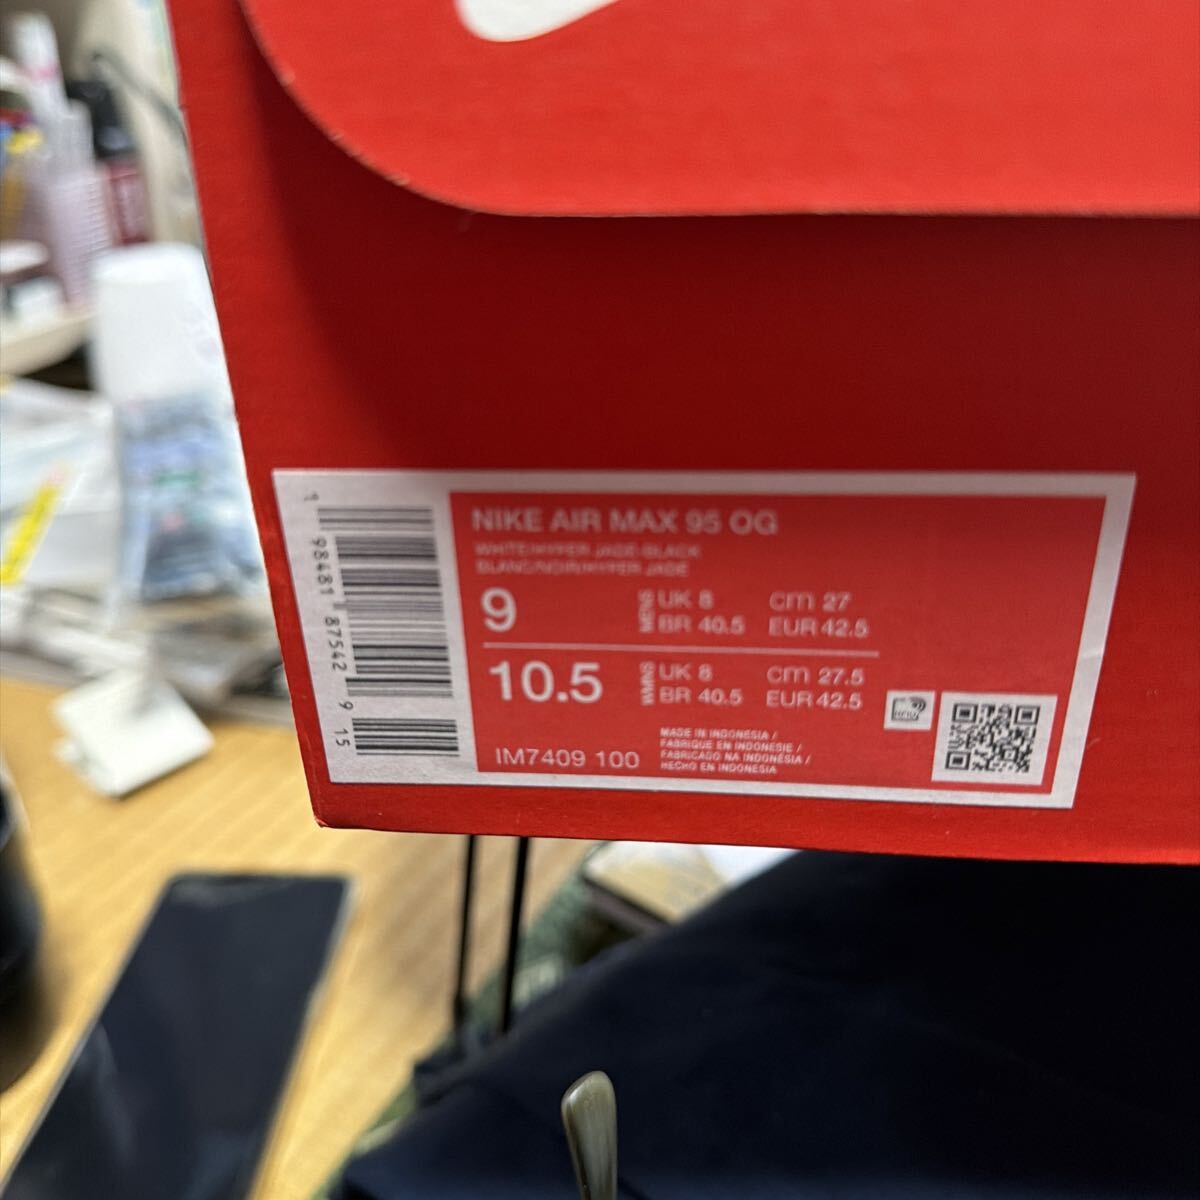 NIKE AIR MAX 95 OG
WHITE/HYPER JADE-BLACK
BLANC/NOIR/HYPER JADE
9
MENS
UK 8 cm 27
BR 40.5 EUR 42.5
10.5
WMNS
UK 8 cm 27.5
BR 40.5 EUR 42.5
IM7409 100
MADE IN INDONESIA /
FABRIQUE EN INDONESIE /
FABRICADO NA INDONESIA /
HECHO EN INDONESIA
1 98481 87542 9 15